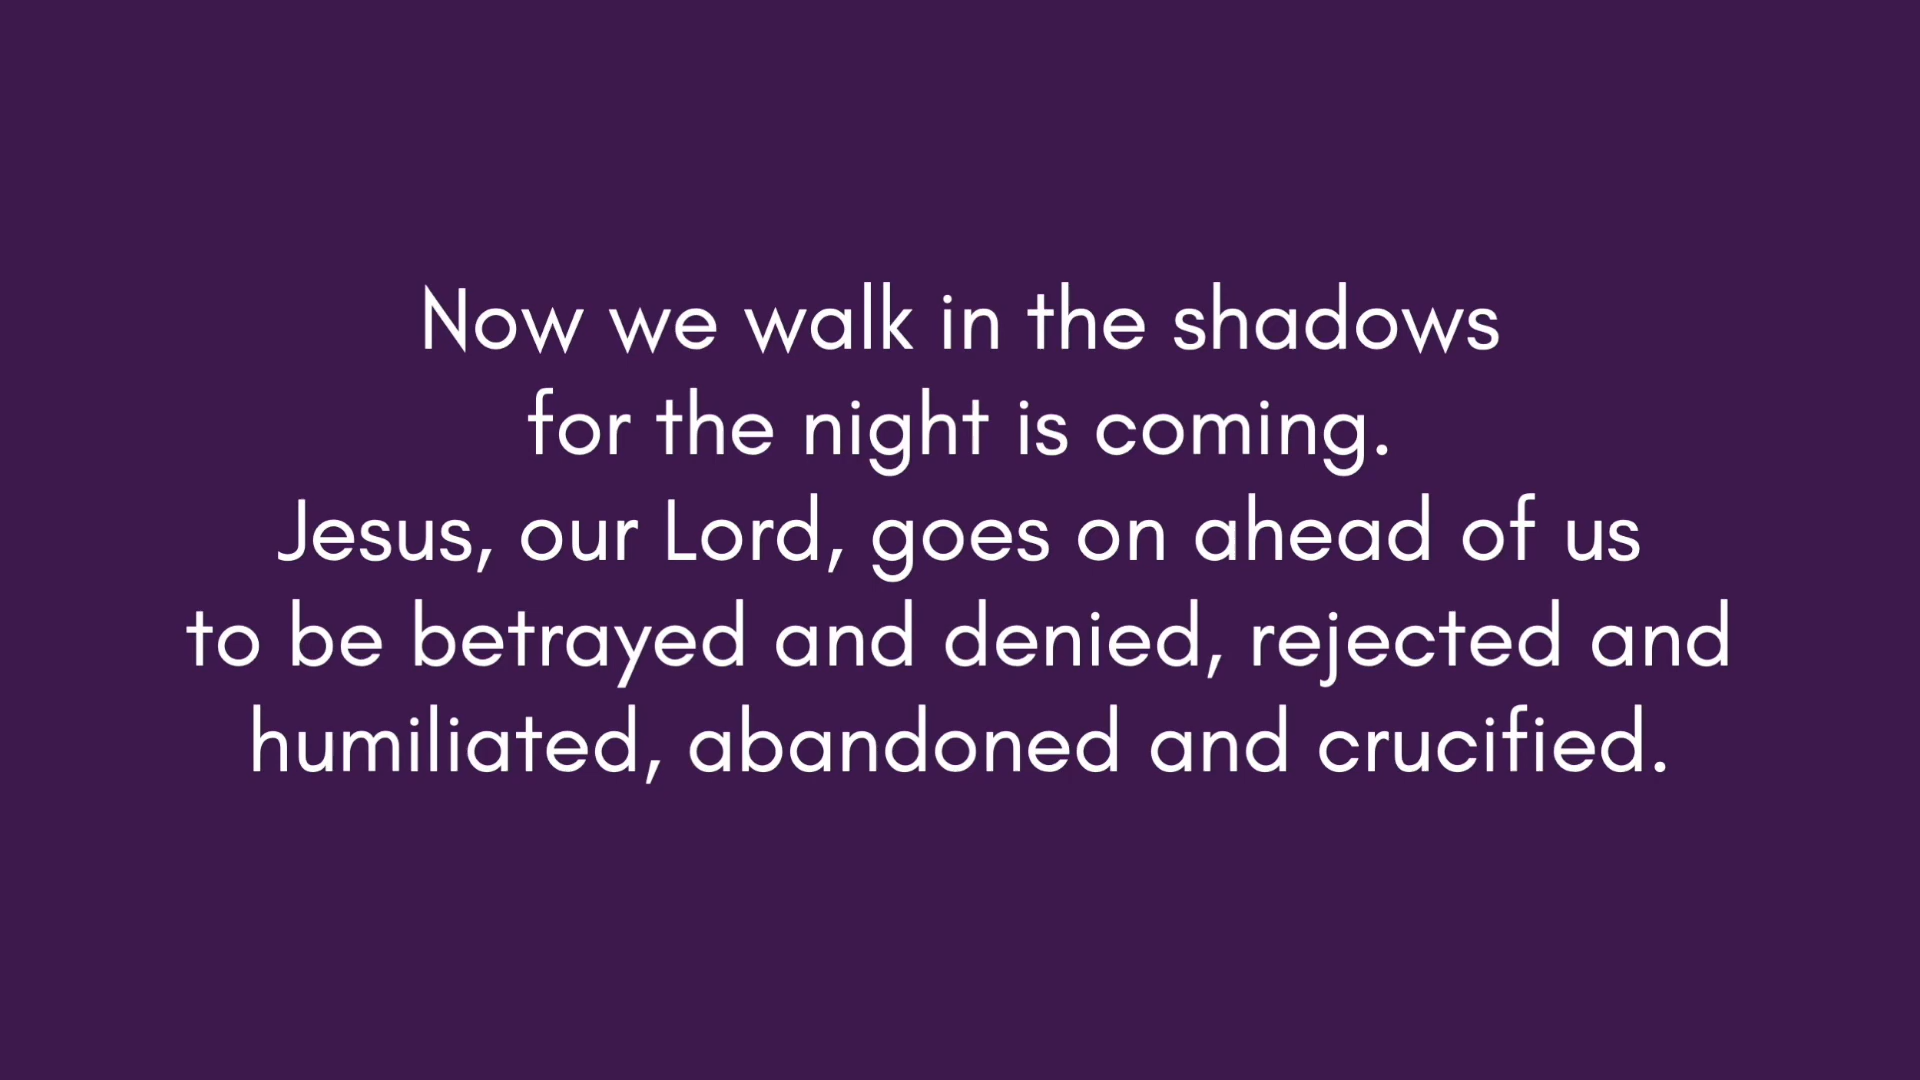 Now we walk in the shadows
for the night is coming.
Jesus, our Lord, goes on ahead of us
to be betrayed and denied, rejected and
humiliated, abandoned and crucified.